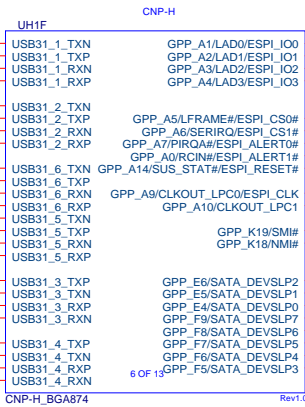 CNP-H
UH1F
USB31_1_TXN GPP_A1/LAD0/ESPI_IO0
USB31_1_TXP GPP_A2/LAD1/ESPI_IO1
USB31_1_RXN GPP_A3/LAD2/ESPI_IO2
USB31_1_RXP GPP_A4/LAD3/ESPI_IO3
USB31_2_TXN
USB31_2_TXP GPP_A5/LFRAME#/ESPI_CS0#
USB31_2_RXN GPP_A6/SERIRQ/ESPI_CS1#
USB31_2_RXP GPP_A7/PIRQA#/ESPI_ALERT0#
GPP_A0/RCIN#/ESPI_ALERT1#
USB31_6_TXN GPP_A14/SUS_STAT#/ESPI_RESET#
USB31_6_TXP
USB31_6_RXN GPP_A9/CLKOUT_LPC0/ESPI_CLK
USB31_6_RXP GPP_A10/CLKOUT_LPC1
USB31_5_TXN
USB31_5_TXP GPP_K19/SMI#
USB31_5_RXN GPP_K18/NMI#
USB31_5_RXP
USB31_3_TXP GPP_E6/SATA_DEVSLP2
USB31_3_TXN GPP_E5/SATA_DEVSLP1
USB31_3_RXP GPP_E4/SATA_DEVSLP0
USB31_3_RXN GPP_F9/SATA_DEVSLP7
GPP_F8/SATA_DEVSLP6
USB31_4_TXP GPP_F7/SATA_DEVSLP5
USB31_4_TXN GPP_F6/SATA_DEVSLP4
USB31_4_RXP 6 OF 13 GPP_F5/SATA_DEVSLP3
USB31_4_RXN
CNP-H_BGA874 Rev1.0